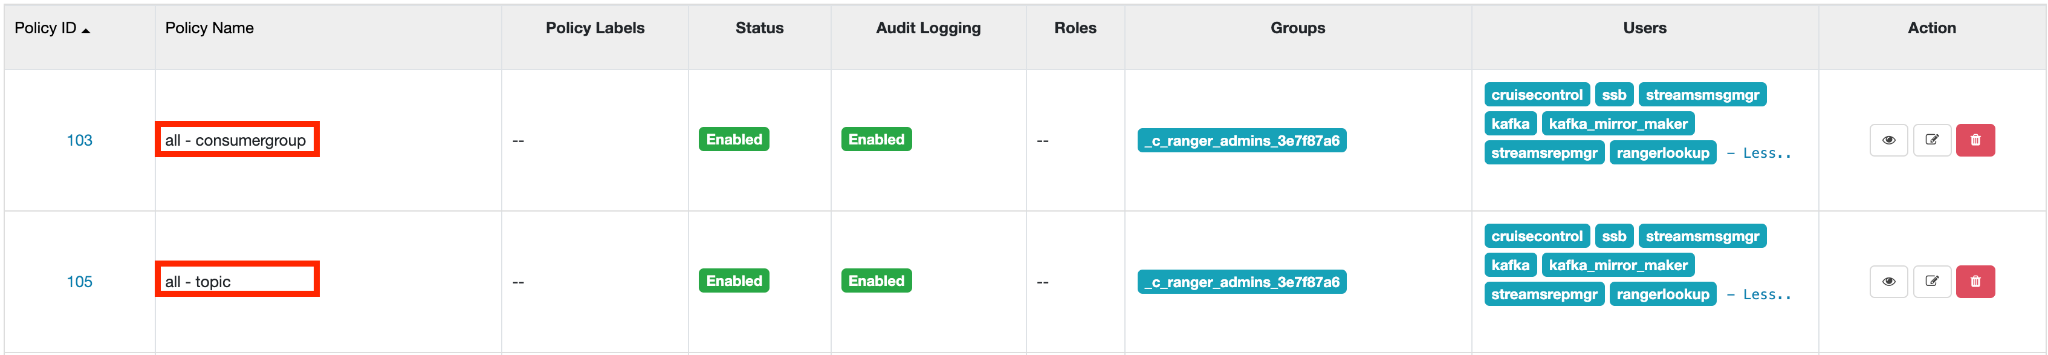 Policy ID Policy Name Policy Labels Status Audit Logging Roles Groups Users Action
cruisecontrol ssb streamsmsgmgr
103 all - consumergroup -- Enabled Enabled -- _c_ranger_admins_3e7f87a6 kafka kafka_mirror_maker
streamsrepmgr rangerlookup - Less..
cruisecontrol ssb streamsmsgmgr
105 all - topic -- Enabled Enabled -- _c_ranger_admins_3e7f87a6 kafka kafka_mirror_maker
streamsrepmgr rangerlookup - Less..